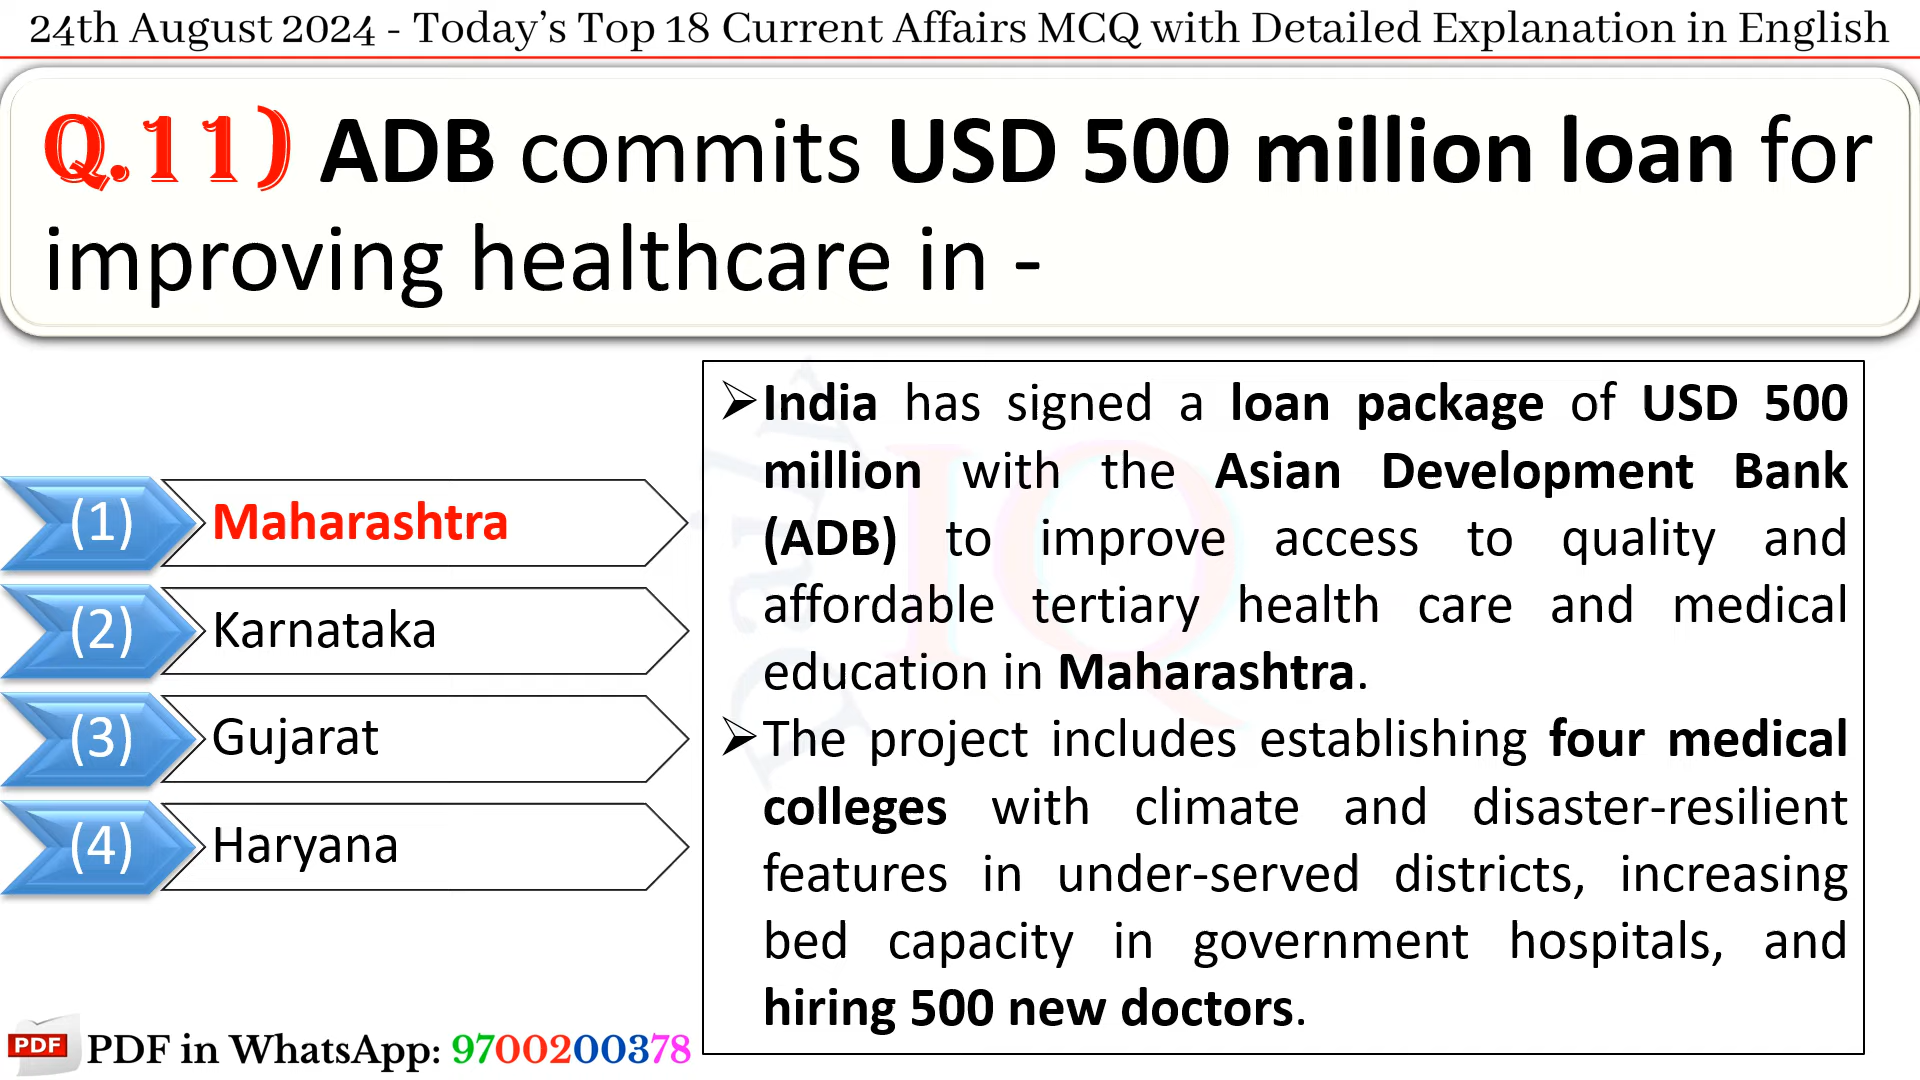 24th August 2024 - Today’s Top 18 Current Affairs MCQ with Detailed Explanation in English
Q.11) ADB commits USD 500 million loan for
improving healthcare in -
(1) Maharashtra
(2) Karnataka
(3) Gujarat
(4) Haryana
➢India has signed a loan package of USD 500
million with the Asian Development Bank
(ADB) to improve access to quality and
affordable tertiary health care and medical
education in Maharashtra.
➢The project includes establishing four medical
colleges with climate and disaster-resilient
features in under-served districts, increasing
bed capacity in government hospitals, and
hiring 500 new doctors.
Daily
IQ
PDF PDF in WhatsApp: 9700200378